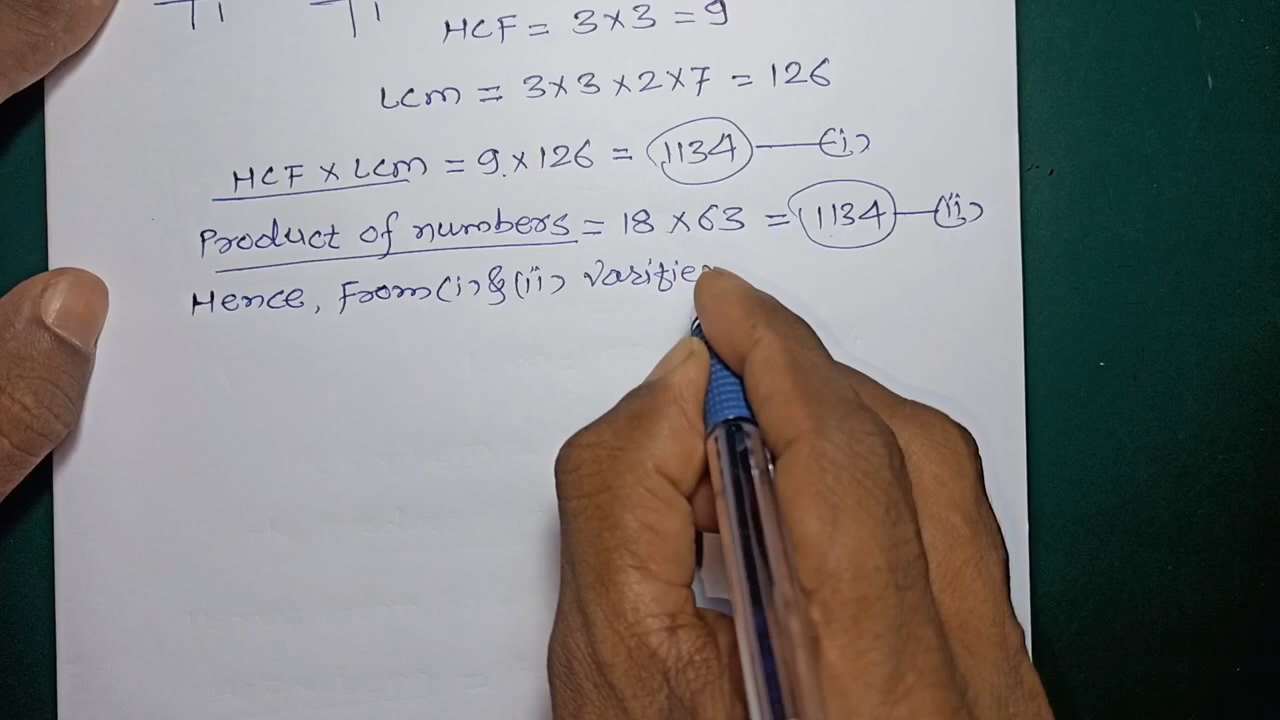 HCF = 3×3 = 9
LCM = 3×3×2×7 = 126
HCF × LCM = 9×126 = 1134 —(i)
Product of numbers = 18×63 = 1134 —(ii)
Hence, From (i) & (ii) Varifie